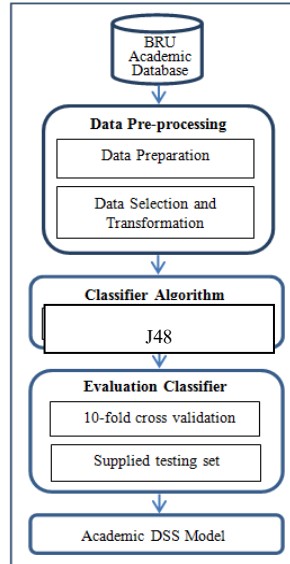 BRU
Academic
Database
Data Pre-processing
Data Preparation
Data Selection and
Transformation
Classifier Algorithm
J48
Evaluation Classifier
10-fold cross validation
Supplied testing set
Academic DSS Model